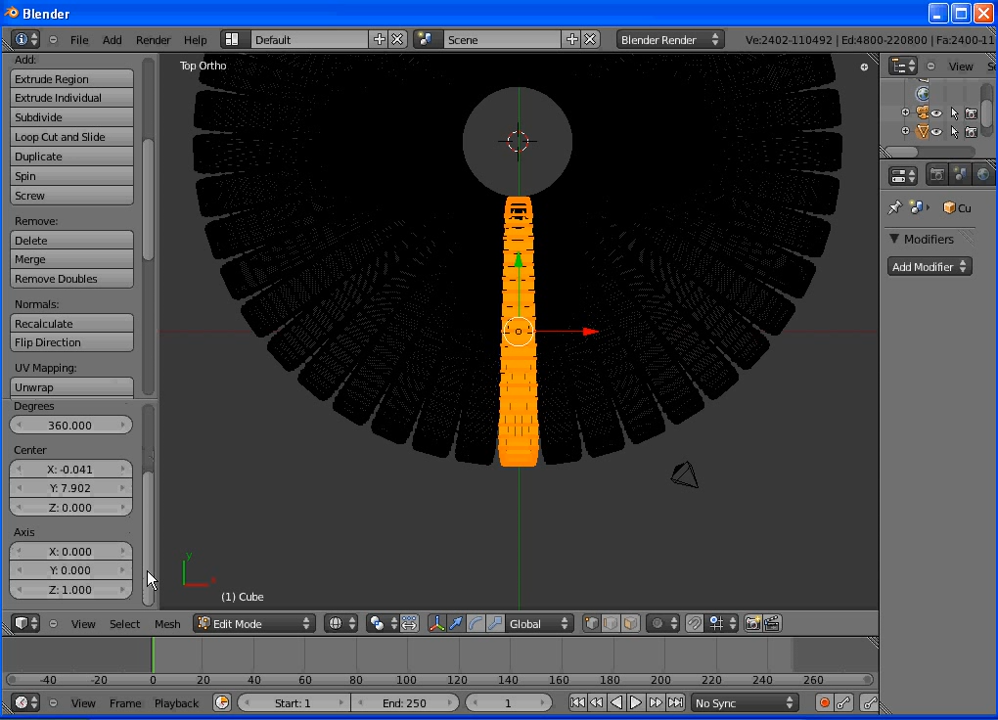 Blender
File Add Render Help Default Scene Blender Render Ve:2402-110492 | Ed:4800-220800 | Fa:2400-11
Add:
Extrude Region
Extrude Individual
Subdivide
Loop Cut and Slide
Duplicate
Spin
Screw
Remove:
Delete
Merge
Remove Doubles
Normals:
Recalculate
Flip Direction
UV Mapping:
Unwrap
Degrees
360.000
Center
X: -0.041
Y: 7.902
Z: 0.000
Axis
X: 0.000
Y: 0.000
Z: 1.000
Top Ortho
y
x
(1) Cube
View Select Mesh Edit Mode Global
View
Cu
Modifiers
Add Modifier
-40 -20 0 20 40 60 80 100 120 140 160 180 200 220 240 260
View Frame Playback Start: 1 End: 250 1 No Sync